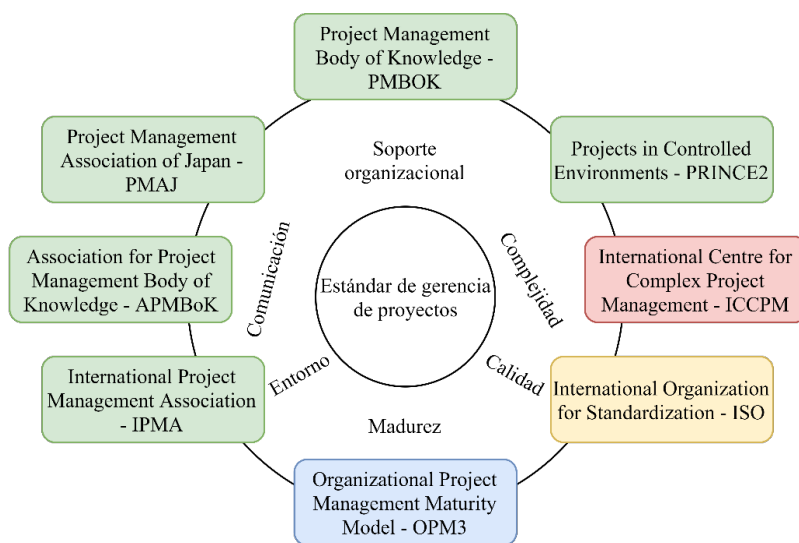 Project Management
Body of Knowledge -
PMBOK
Project Management
Association of Japan -
PMAJ
Soporte
organizacional
Projects in Controlled
Environments - PRINCE2
Association for Project
Management Body of
Knowledge - APMBoK
Comunicación
Estándar de gerencia
de proyectos
Complejidad
International Centre for
Complex Project
Management - ICCPM
International Project
Management Association
- IPMA
Entorno
Calidad
International Organization
for Standardization - ISO
Madurez
Organizational Project
Management Maturity
Model - OPM3